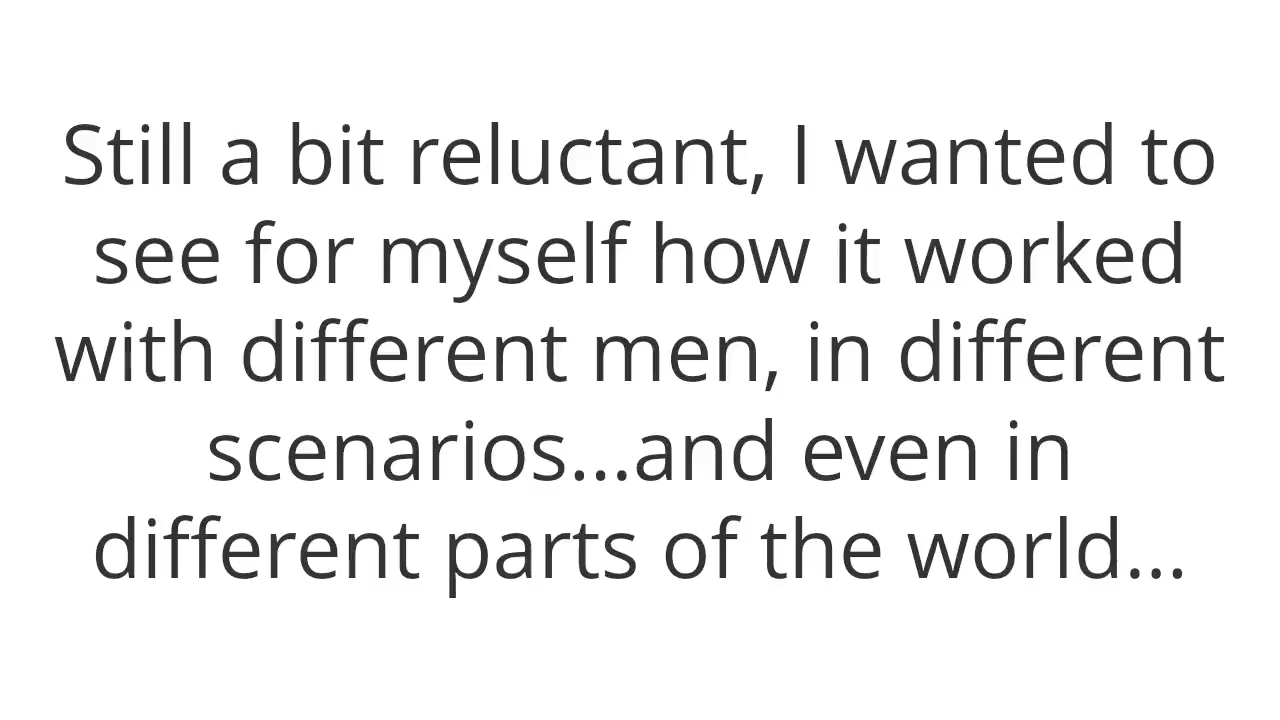 Still a bit reluctant, I wanted to
see for myself how it worked
with different men, in different
scenarios...and even in
different parts of the world...